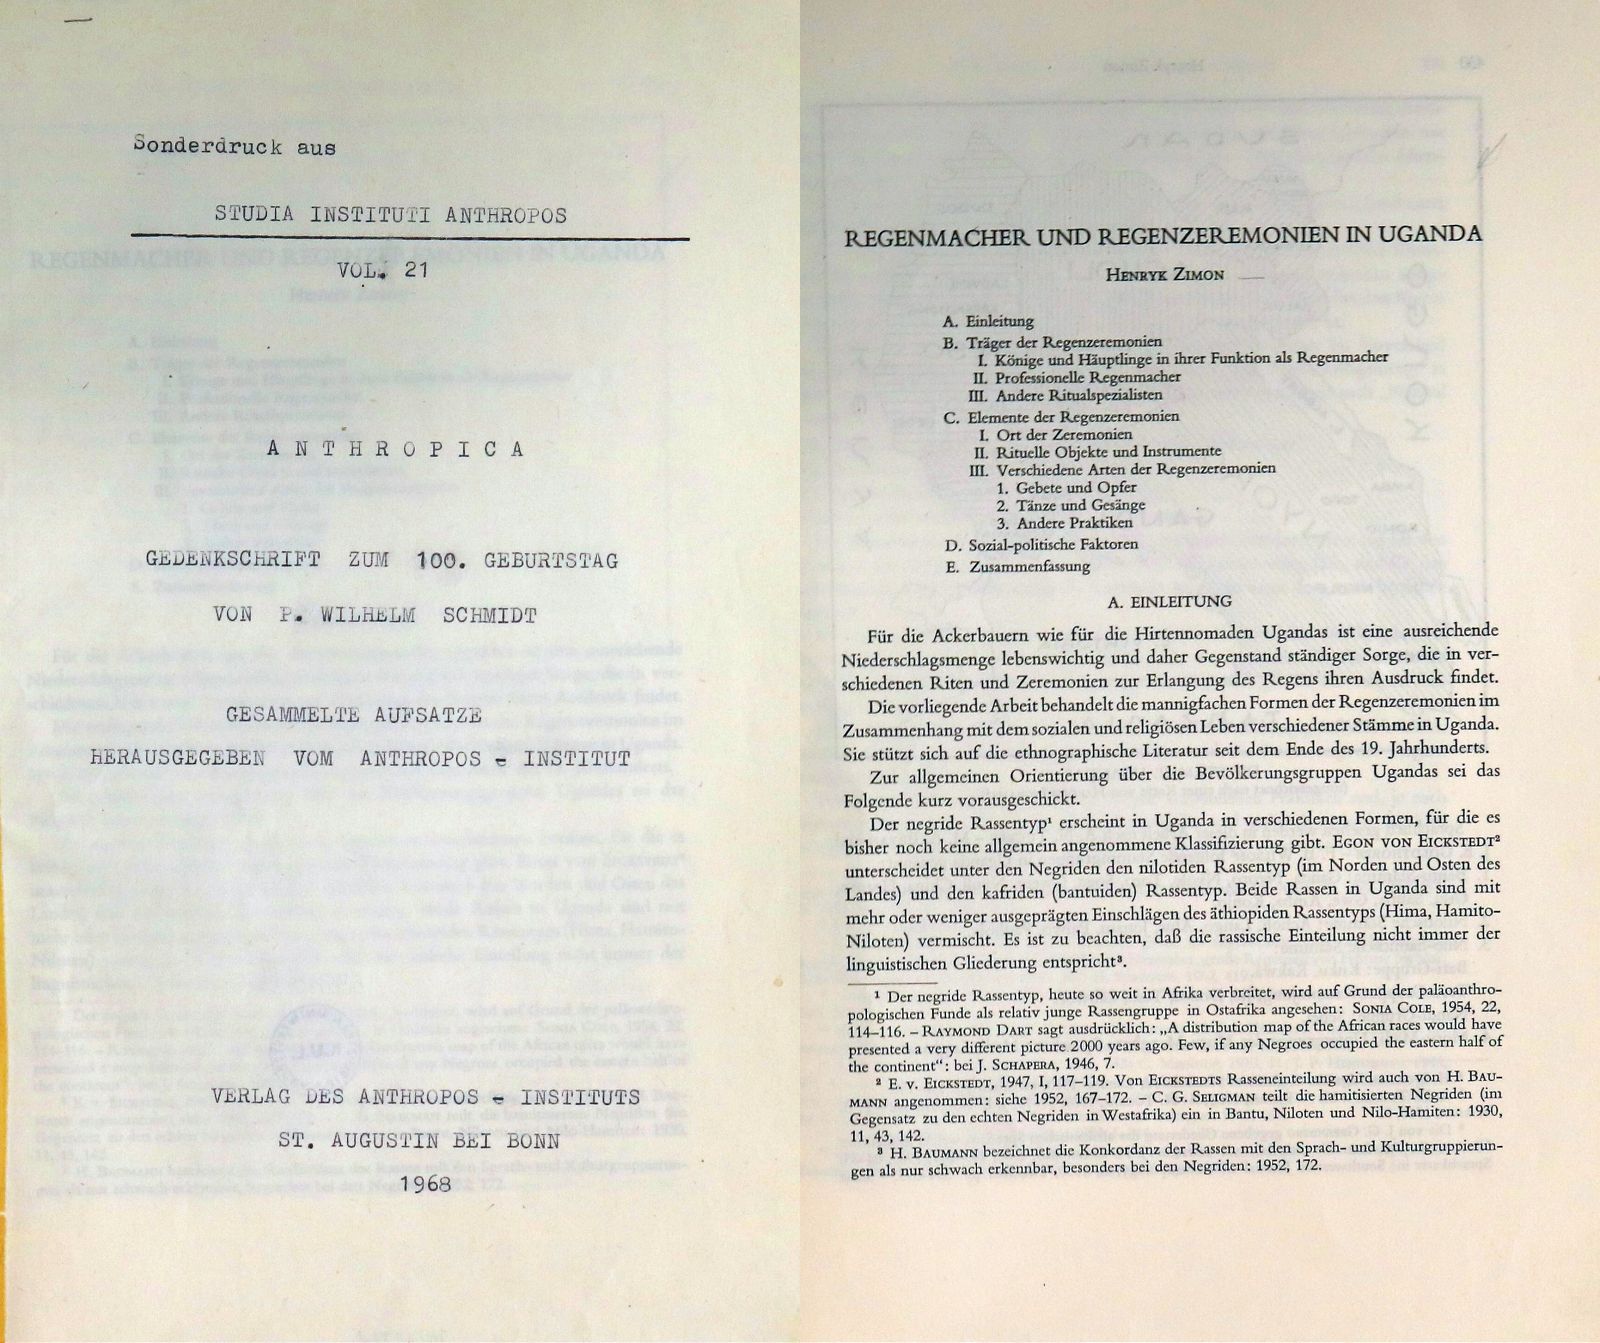 Sonderdruck aus
STUDIA INSTITUTI ANTHROPOS
VOL. 21
ANTHROPICA
GEDENKSCHRIFT ZUM 100. GEBURTSTAG
VON P. WILHELM SCHMIDT
GESAMMELTE AUFSATZE
HERAUSGEGEBEN VOM ANTHROPOS - INSTITUT
VERLAG DES ANTHROPOS - INSTITUTS
ST. AUGUSTIN BEI BONN
1968
REGENMACHER UND REGENZEREMONIEN IN UGANDA
HENRYK ZIMON
A. Einleitung
B. Träger der Regenzeremonien
I. Könige und Häuptlinge in ihrer Funktion als Regenmacher
II. Professionelle Regenmacher
III. Andere Ritualspezialisten
C. Elemente der Regenzeremonien
I. Ort der Zeremonien
II. Rituelle Objekte und Instrumente
III. Verschiedene Arten der Regenzeremonien
1. Gebete und Opfer
2. Tänze und Gesänge
3. Andere Praktiken
D. Sozial-politische Faktoren
E. Zusammenfassung
A. EINLEITUNG
Für die Ackerbauern wie für die Hirtennomaden Ugandas ist eine ausreichende
Niederschlagsmenge lebenswichtig und daher Gegenstand ständiger Sorge, die in ver-
schiedenen Riten und Zeremonien zur Erlangung des Regens ihren Ausdruck findet.
Die vorliegende Arbeit behandelt die mannigfachen Formen der Regenzeremonien im
Zusammenhang mit dem sozialen und religiösen Leben verschiedener Stämme in Uganda.
Sie stützt sich auf die ethnographische Literatur seit dem Ende des 19. Jahrhunderts.
Zur allgemeinen Orientierung über die Bevölkerungsgruppen Ugandas sei das
Folgende kurz vorausgeschickt.
Der negride Rassentyp¹ erscheint in Uganda in verschiedenen Formen, für die es
bisher noch keine allgemein angenommene Klassifizierung gibt. EGON VON EICKSTEDT²
unterscheidet unter den Negriden den nilotiden Rassentyp (im Norden und Osten des
Landes) und den kafriden (bantuiden) Rassentyp. Beide Rassen in Uganda sind mit
mehr oder weniger ausgeprägten Einschlägen des äthiopiden Rassentyps (Hima, Hamito-
Niloten) vermischt. Es ist zu beachten, daß die rassische Einteilung nicht immer der
linguistischen Gliederung entspricht³.
¹ Der negride Rassentyp, heute so weit in Afrika verbreitet, wird auf Grund der paläoanthro-
pologischen Funde als relativ junge Rassengruppe in Ostafrika angesehen: SONIA COLE, 1954, 22,
114–116. – RAYMOND DART sagt ausdrücklich: „A distribution map of the African races would have
presented a very different picture 2000 years ago. Few, if any Negroes occupied the eastern half of
the continent“: bei J. SCHAPERA, 1946, 7.
² E. v. EICKSTEDT, 1947, I, 117–119. Von EICKSTEDTS Rasseneinteilung wird auch von H. BAU-
MANN angenommen: siehe 1952, 167–172. – C. G. SELIGMAN teilt die hamitisierten Negriden (im
Gegensatz zu den echten Negriden in Westafrika) ein in Bantu, Niloten und Nilo-Hamiten: 1930,
11, 43, 142.
³ H. BAUMANN bezeichnet die Konkordanz der Rassen mit den Sprach- und Kulturgruppierun-
gen als nur schwach erkennbar, besonders bei den Negriden: 1952, 172.